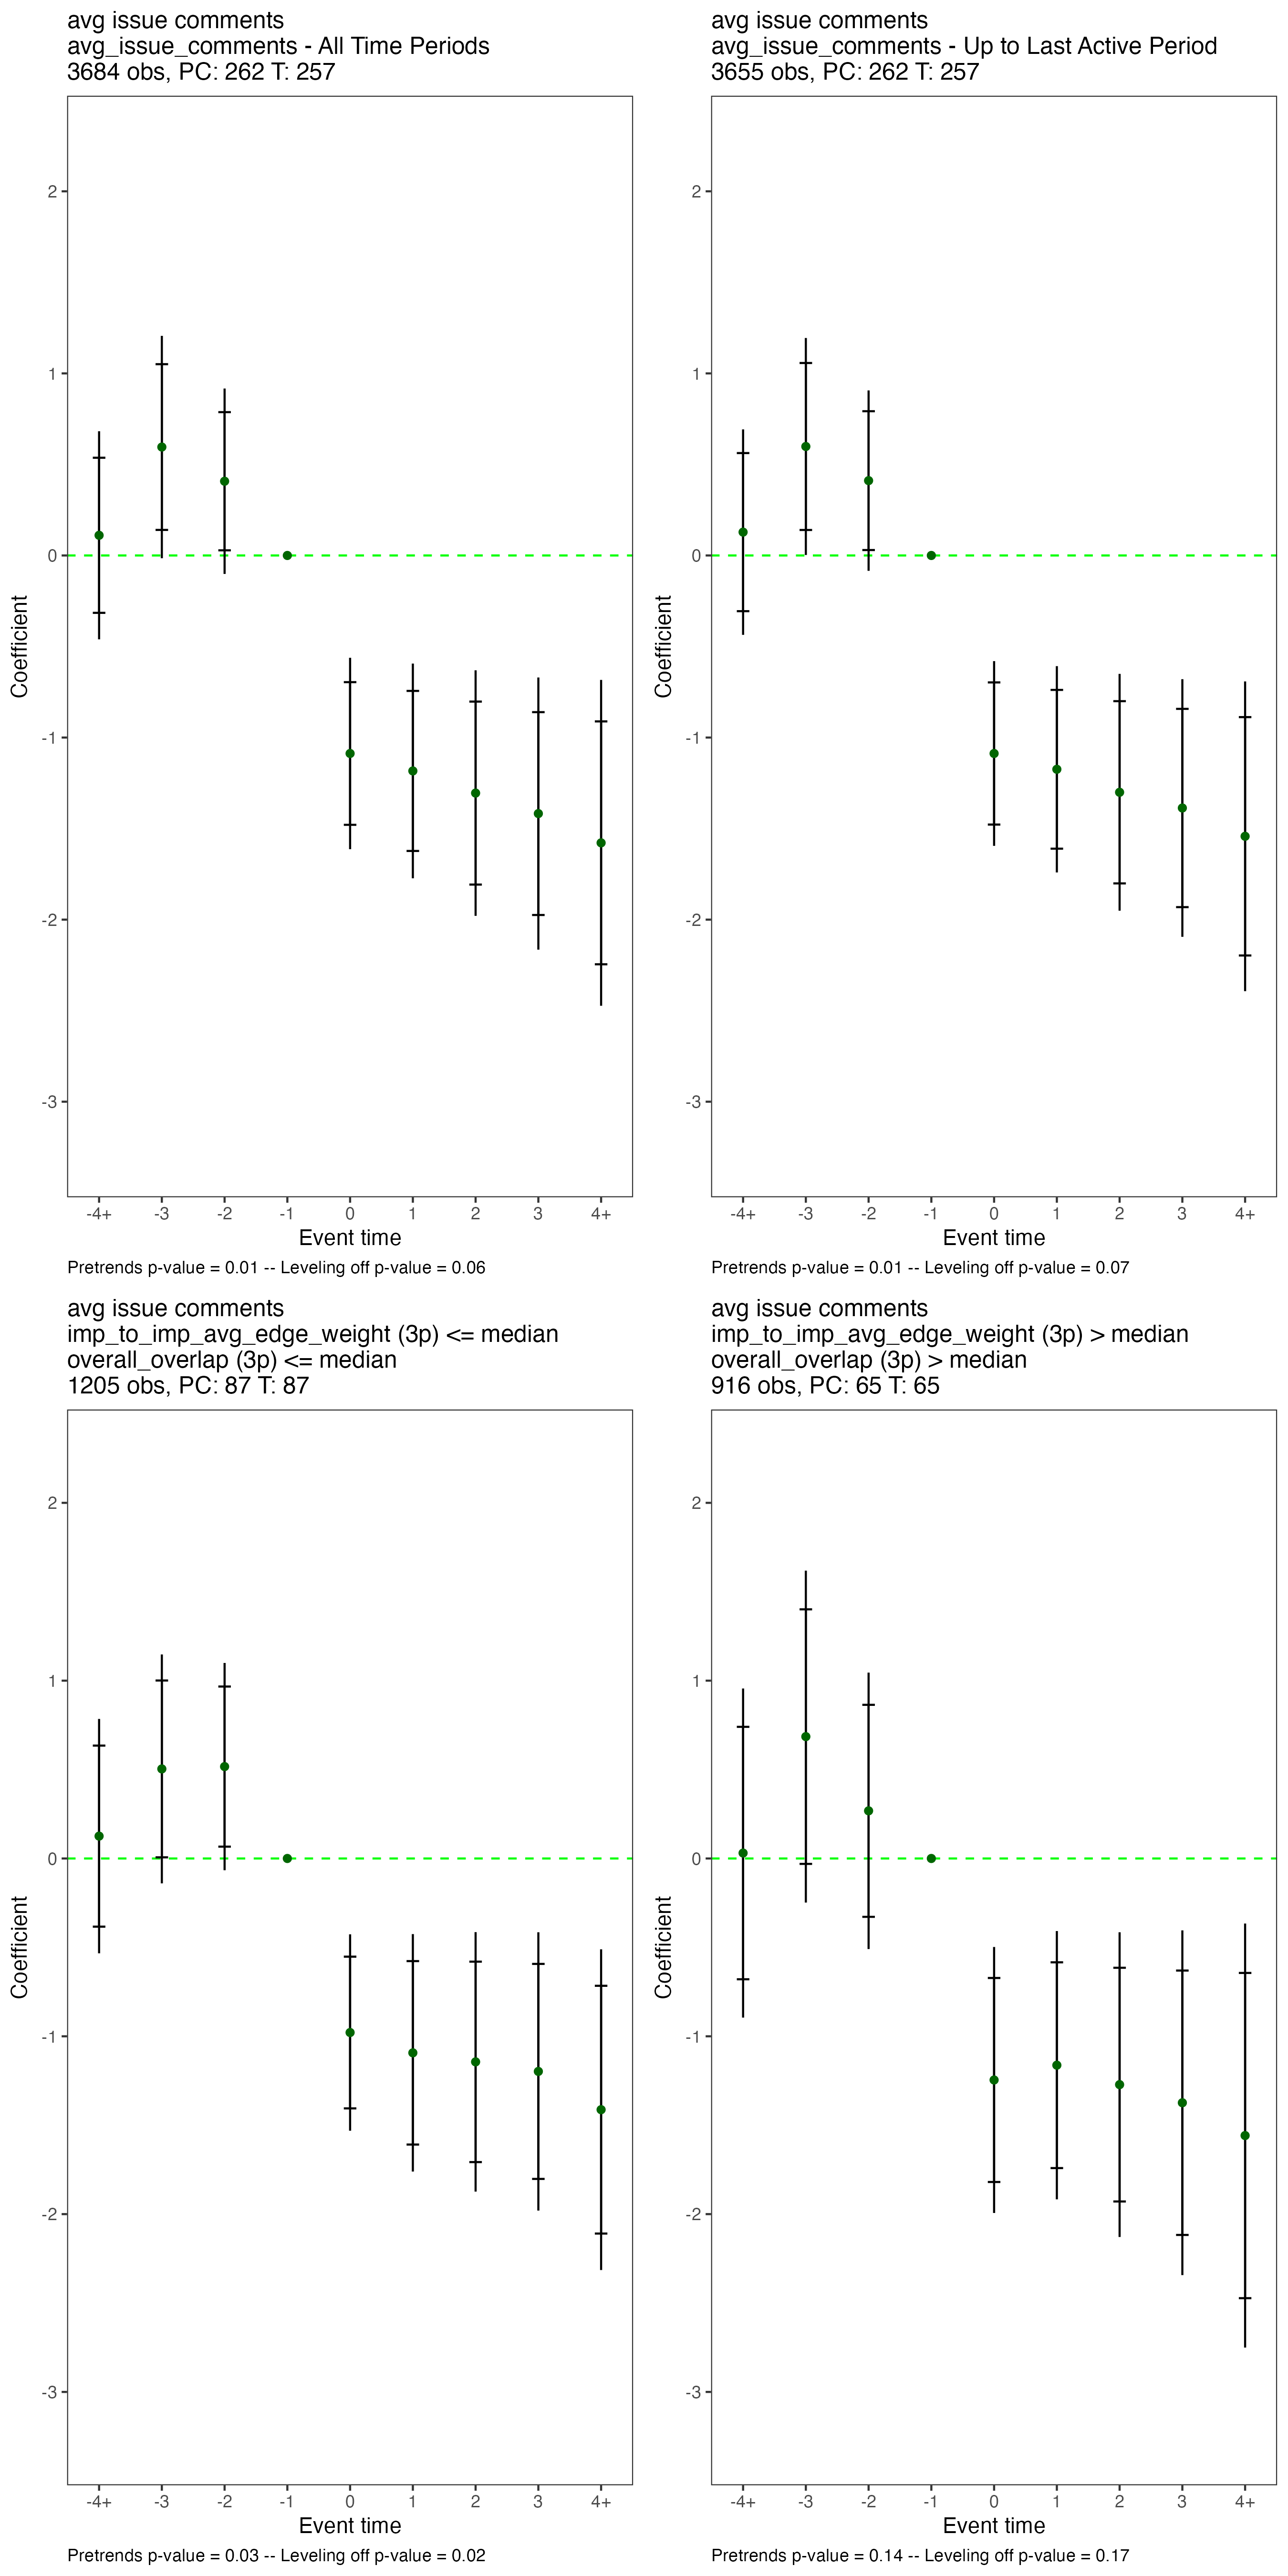 avg issue comments
avg_issue_comments - All Time Periods
3684 obs, PC: 262 T: 257
2
1
0
-1
-2
-3
Coefficient
-4+ -3 -2 -1 0 1 2 3 4+
Event time
Pretrends p-value = 0.01 -- Leveling off p-value = 0.06
avg issue comments
avg_issue_comments - Up to Last Active Period
3655 obs, PC: 262 T: 257
2
1
0
-1
-2
-3
Coefficient
-4+ -3 -2 -1 0 1 2 3 4+
Event time
Pretrends p-value = 0.01 -- Leveling off p-value = 0.07
avg issue comments
imp_to_imp_avg_edge_weight (3p) <= median
overall_overlap (3p) <= median
1205 obs, PC: 87 T: 87
2
1
0
-1
-2
-3
Coefficient
-4+ -3 -2 -1 0 1 2 3 4+
Event time
Pretrends p-value = 0.03 -- Leveling off p-value = 0.02
avg issue comments
imp_to_imp_avg_edge_weight (3p) > median
overall_overlap (3p) > median
916 obs, PC: 65 T: 65
2
1
0
-1
-2
-3
Coefficient
-4+ -3 -2 -1 0 1 2 3 4+
Event time
Pretrends p-value = 0.14 -- Leveling off p-value = 0.17